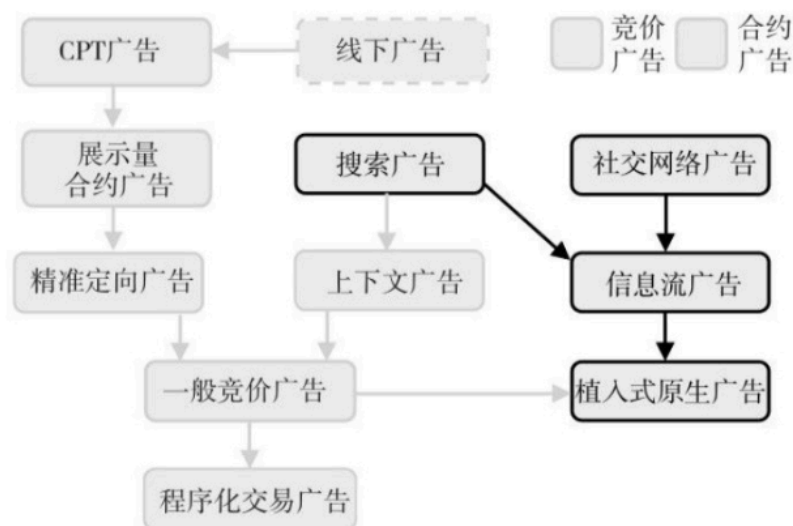 CPT广告
线下广告
竞价
广告
合约
广告
展示量
合约广告
搜索广告
社交网络广告
精准定向广告
上下文广告
信息流广告
一般竞价广告
植入式原生广告
程序化交易广告